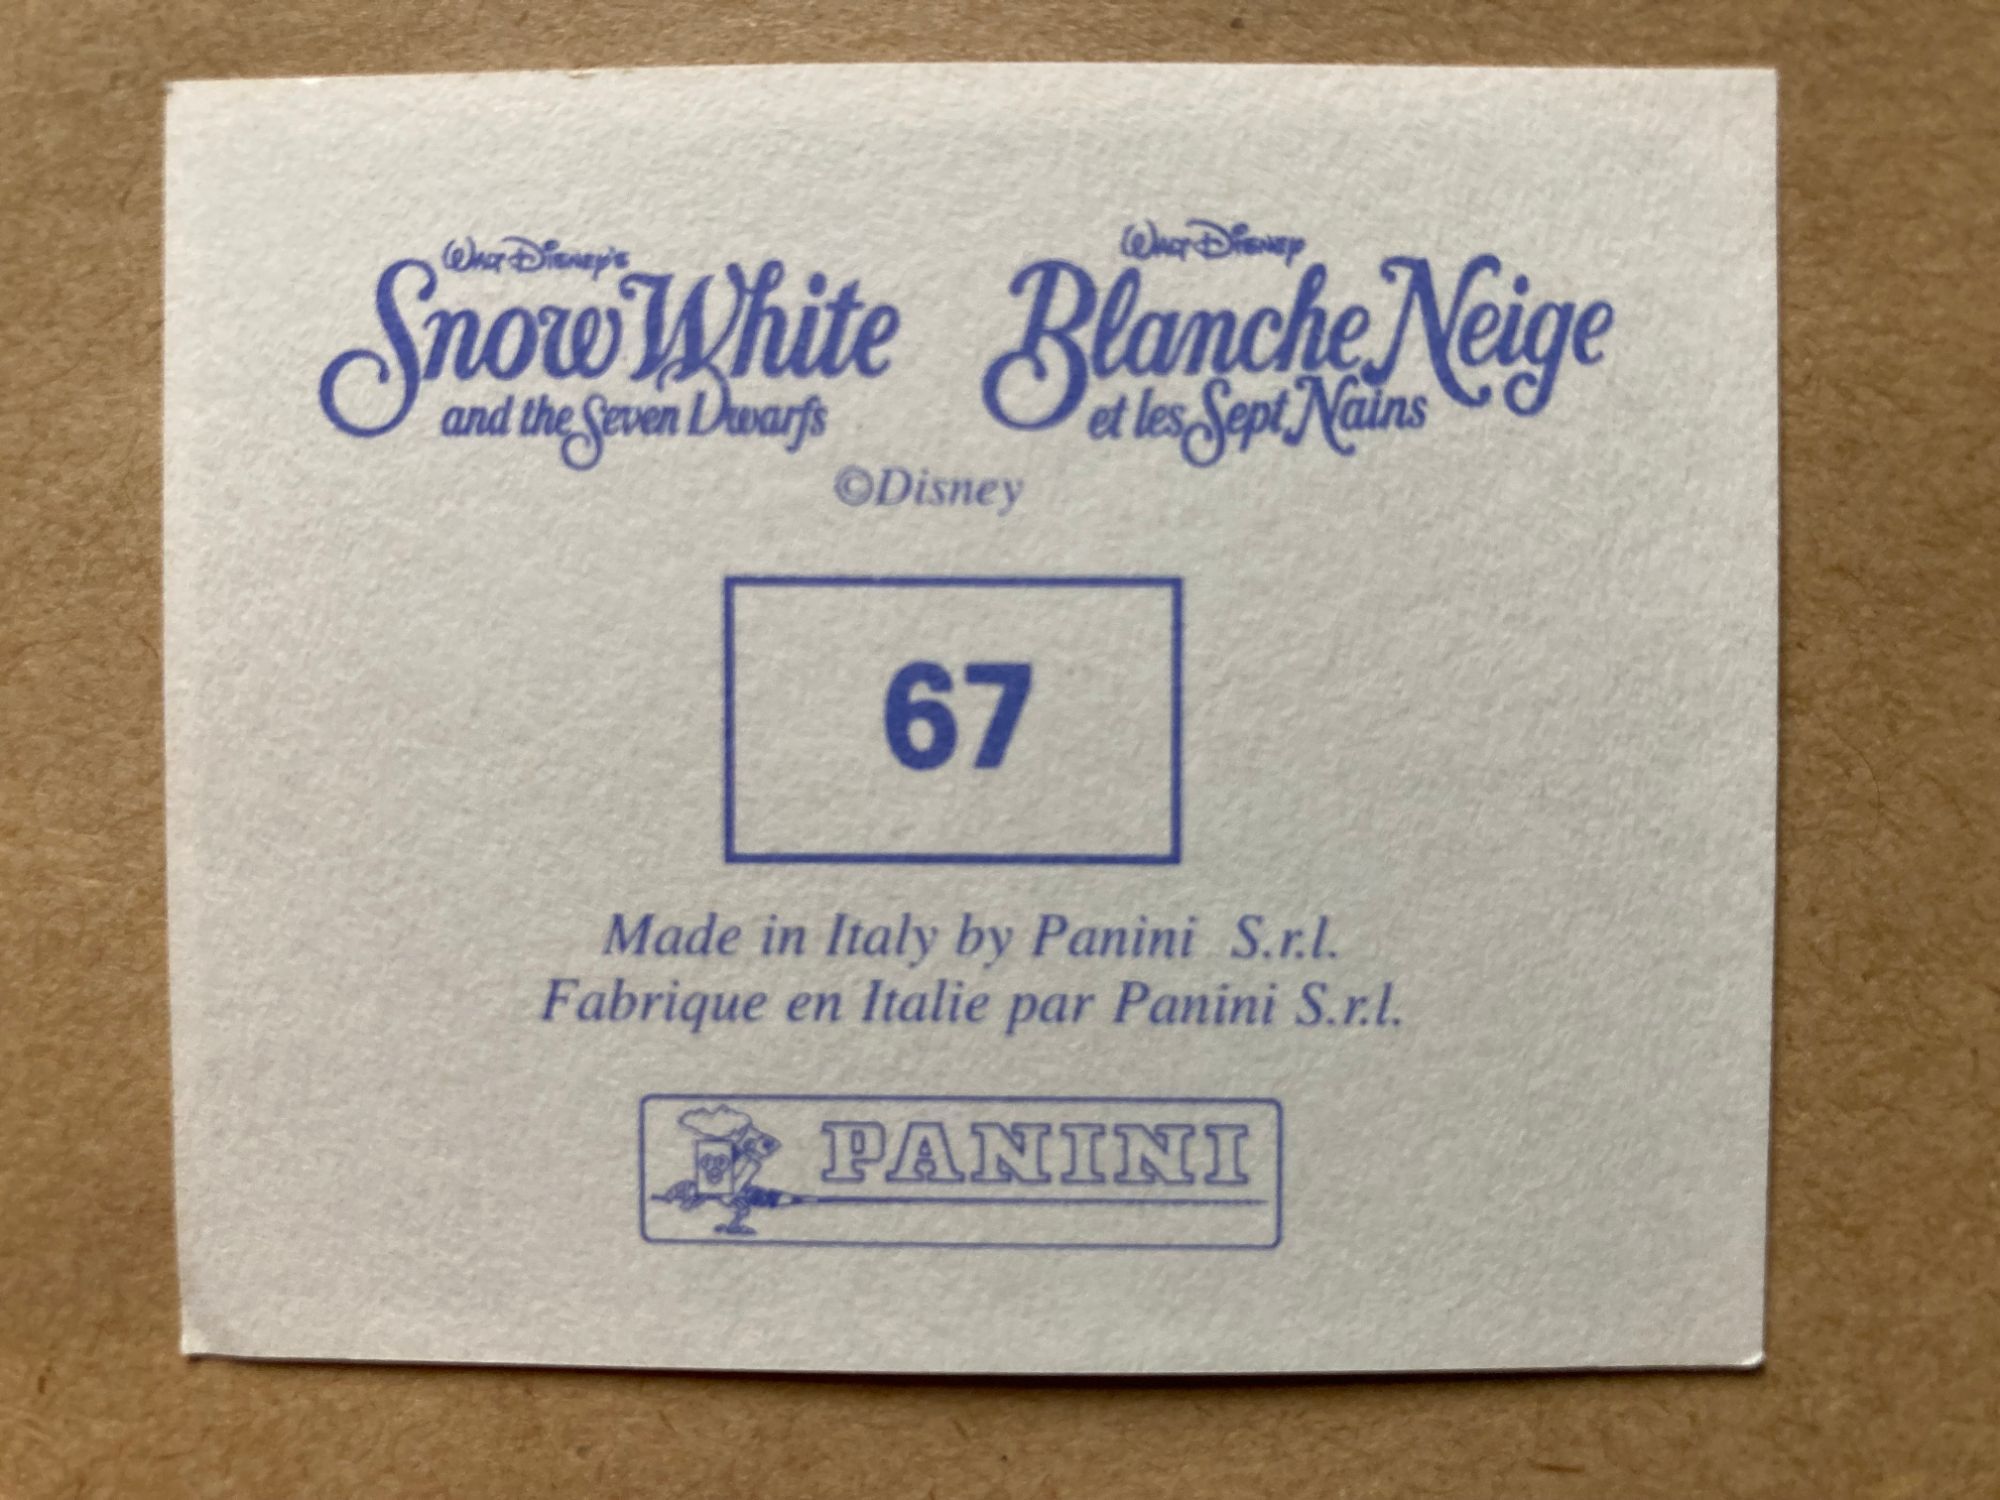 Walt Disney's
Snow White
and the Seven Dwarfs
Walt Disney
Blanche Neige
et les Sept Nains
©Disney
67
Made in Italy by Panini S.r.l.
Fabrique en Italie par Panini S.r.l.
PANINI